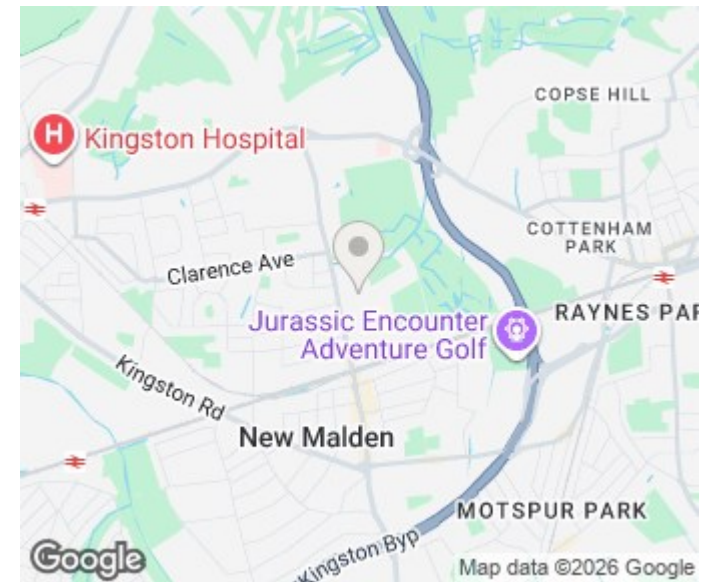 COPSE HILL
H
Kingston Hospital
COTTENHAM
PARK
Clarence Ave
RAYNES PAR
Jurassic Encounter
Adventure Golf
Kingston Rd
New Malden
MOTSPUR PARK
Kingston Byp
Google
Map data ©2026 Google